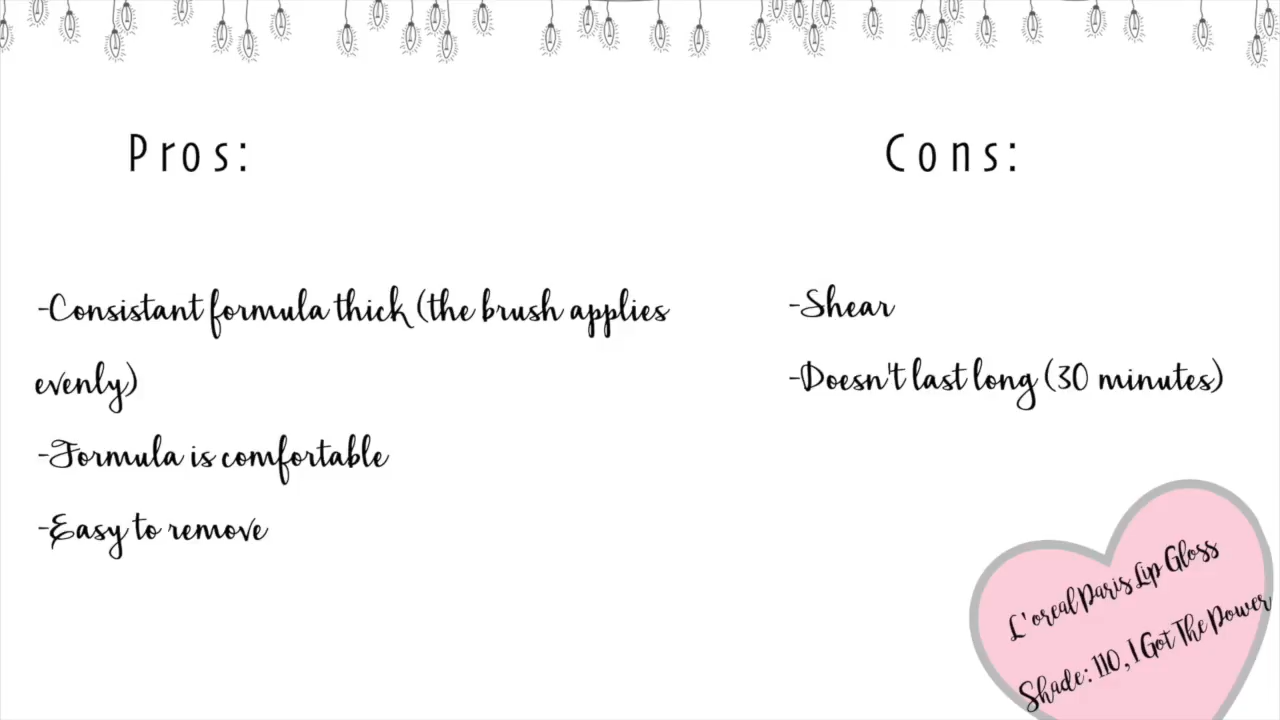 Pros:
-Consistant formula thick (the brush applies
evenly)
-Formula is comfortable
-Easy to remove
Cons:
-Shear
-Doesn't last long (30 minutes)
L'oreal Paris Lip Gloss
Shade: 110, I Got The Power